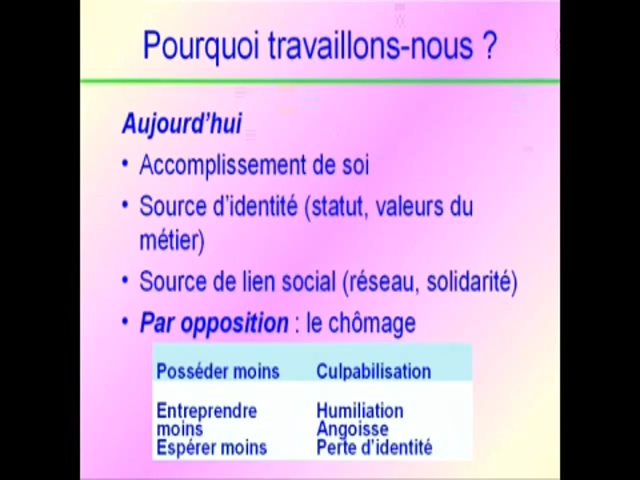 Pourquoi travaillons-nous ?
Aujourd'hui
• Accomplissement de soi
• Source d'identité (statut, valeurs du
métier)
• Source de lien social (réseau, solidarité)
• Par opposition : le chômage
Posséder moins Culpabilisation
Entreprendre Humiliation
moins Angoisse
Espérer moins Perte d'identité